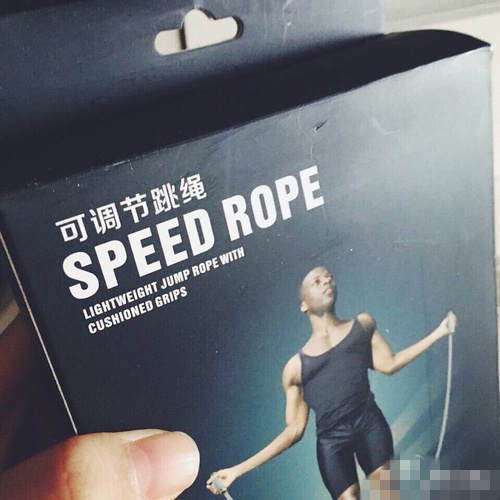 可调节跳绳
SPEED ROPE
LIGHTWEIGHT JUMP ROPE WITH
CUSHIONED GRIPS